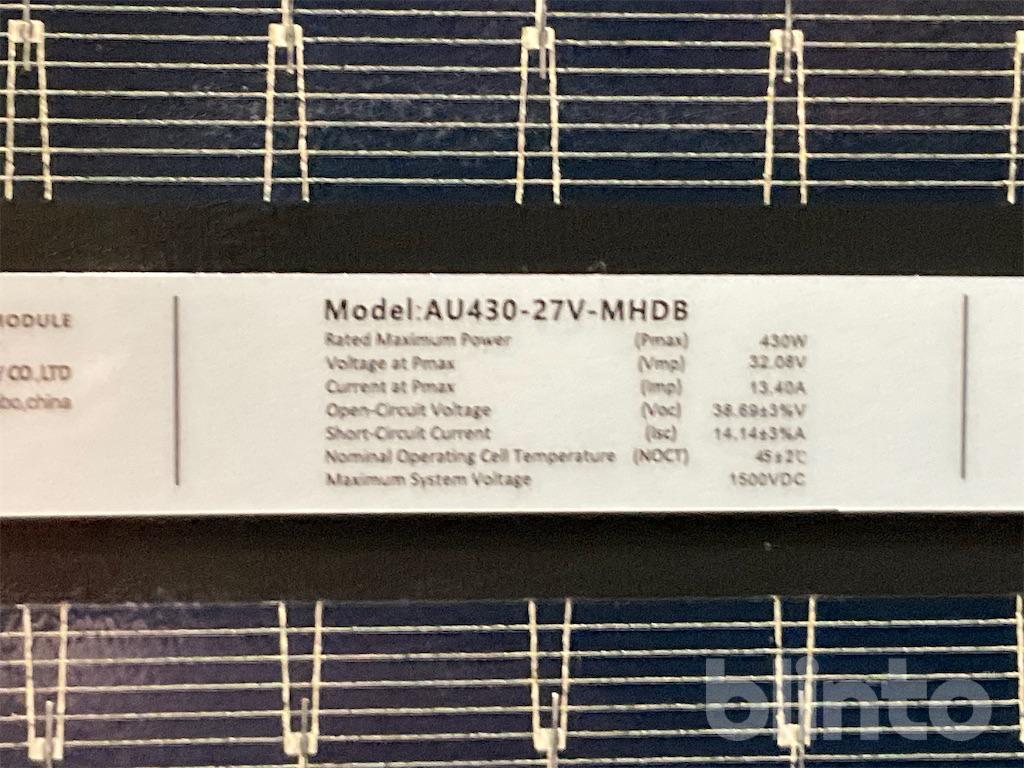 MODULE
CO.,LTD
bo,china
Model:AU430-27V-MHDB
Rated Maximum Power (Pmax) 430W
Voltage at Pmax (Vmp) 32.08V
Current at Pmax (Imp) 13.40A
Open-Circuit Voltage (Voc) 38.69±3%V
Short-Circuit Current (Isc) 14.14±3%A
Nominal Operating Cell Temperature (NOCT) 45±2℃
Maximum System Voltage 1500VDC
blinto